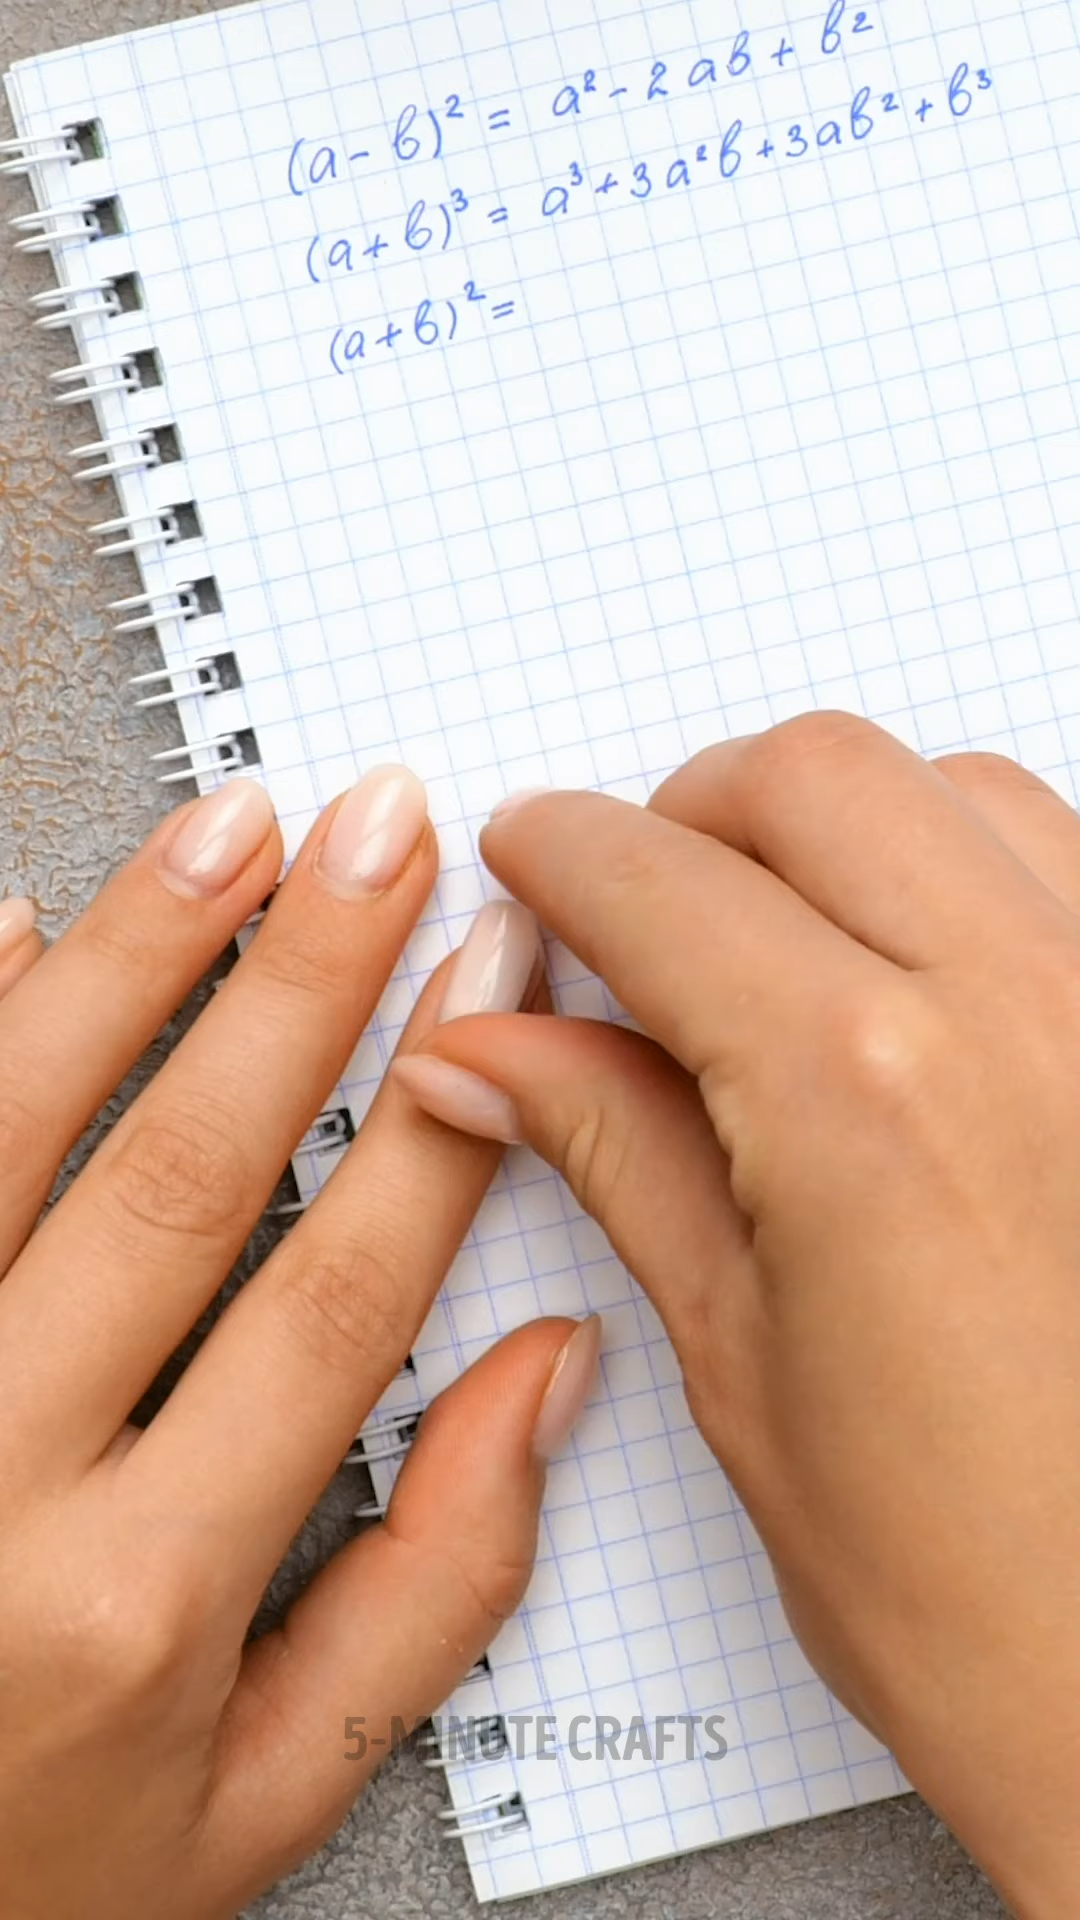 (a - b)² = a² - 2ab + b²
(a + b)³ = a³ + 3a²b + 3ab² + b³
(a + b)² =
5-MINUTE CRAFTS